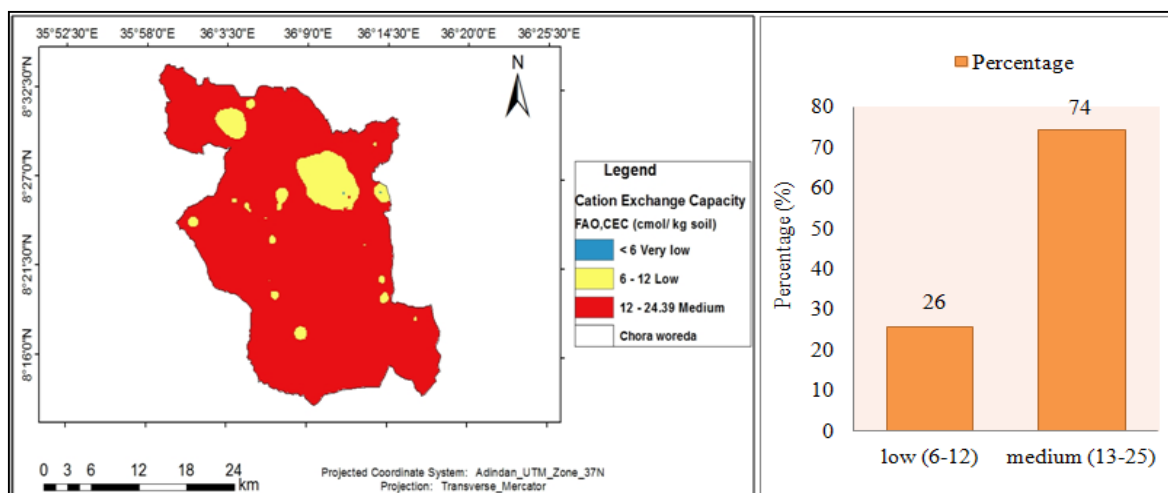 35°52'30"E 35°58'0"E 36°3'30"E 36°9'0"E 36°14'30"E 36°20'0"E 36°25'30"E
N
8°32'30"N
8°27'0"N
8°21'30"N
8°16'0"N
Legend
Cation Exchange Capacity
FAO,CEC (cmol/ kg soil)
< 6 Very low
6 - 12 Low
12 - 24.39 Medium
Chora woreda
0 3 6 12 18 24
km
Projected Coordinate System: Adindan_UTM_Zone_37N
Projection: Transverse_Mercator
Percentage
Percentage (%)
80
70
60
50
40
30
20
10
0
26
74
low (6-12) medium (13-25)